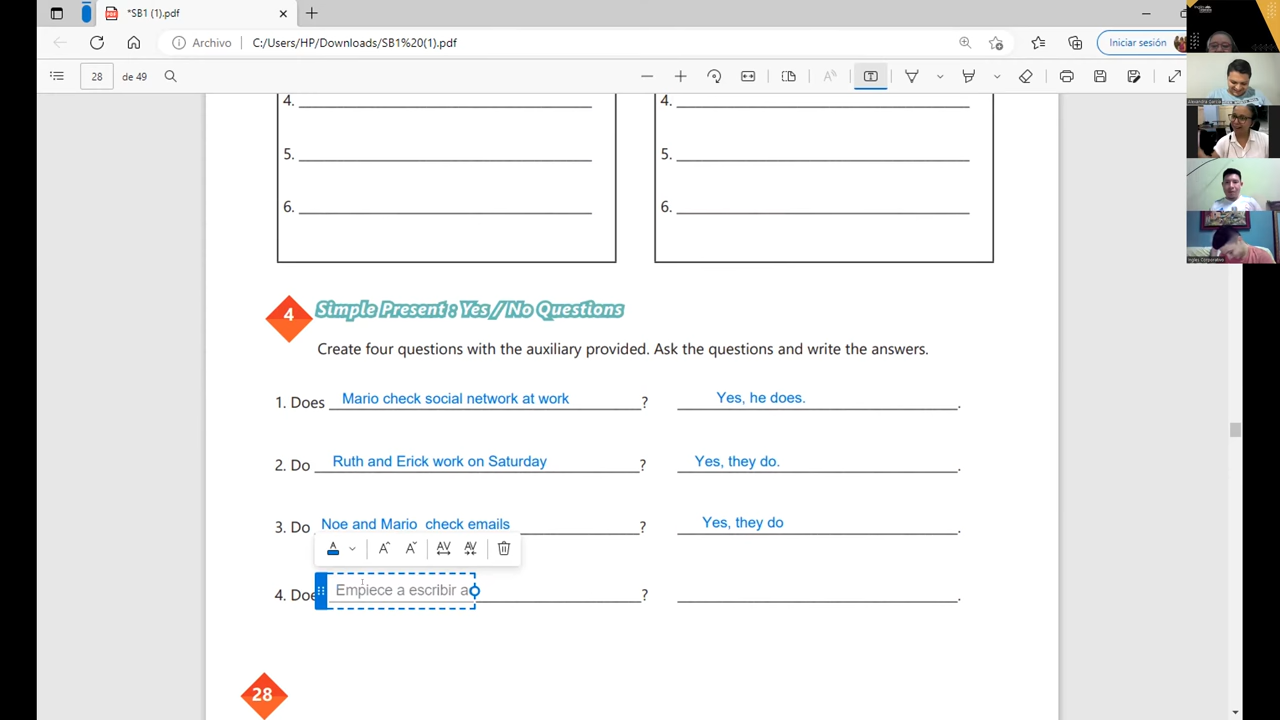 *SB1 (1).pdf
Archivo C:/Users/HP/Downloads/SB1%20(1).pdf
Iniciar sesión
28 de 49
4. 4.
5. 5.
6. 6.
4 Simple Present : Yes / No Questions
Create four questions with the auxiliary provided. Ask the questions and write the answers.
1. Does Mario check social network at work ? Yes, he does. .
2. Do Ruth and Erick work on Saturday ? Yes, they do. .
3. Do Noe and Mario check emails ? Yes, they do .
4. Doe Empiece a escribir a ? .
28